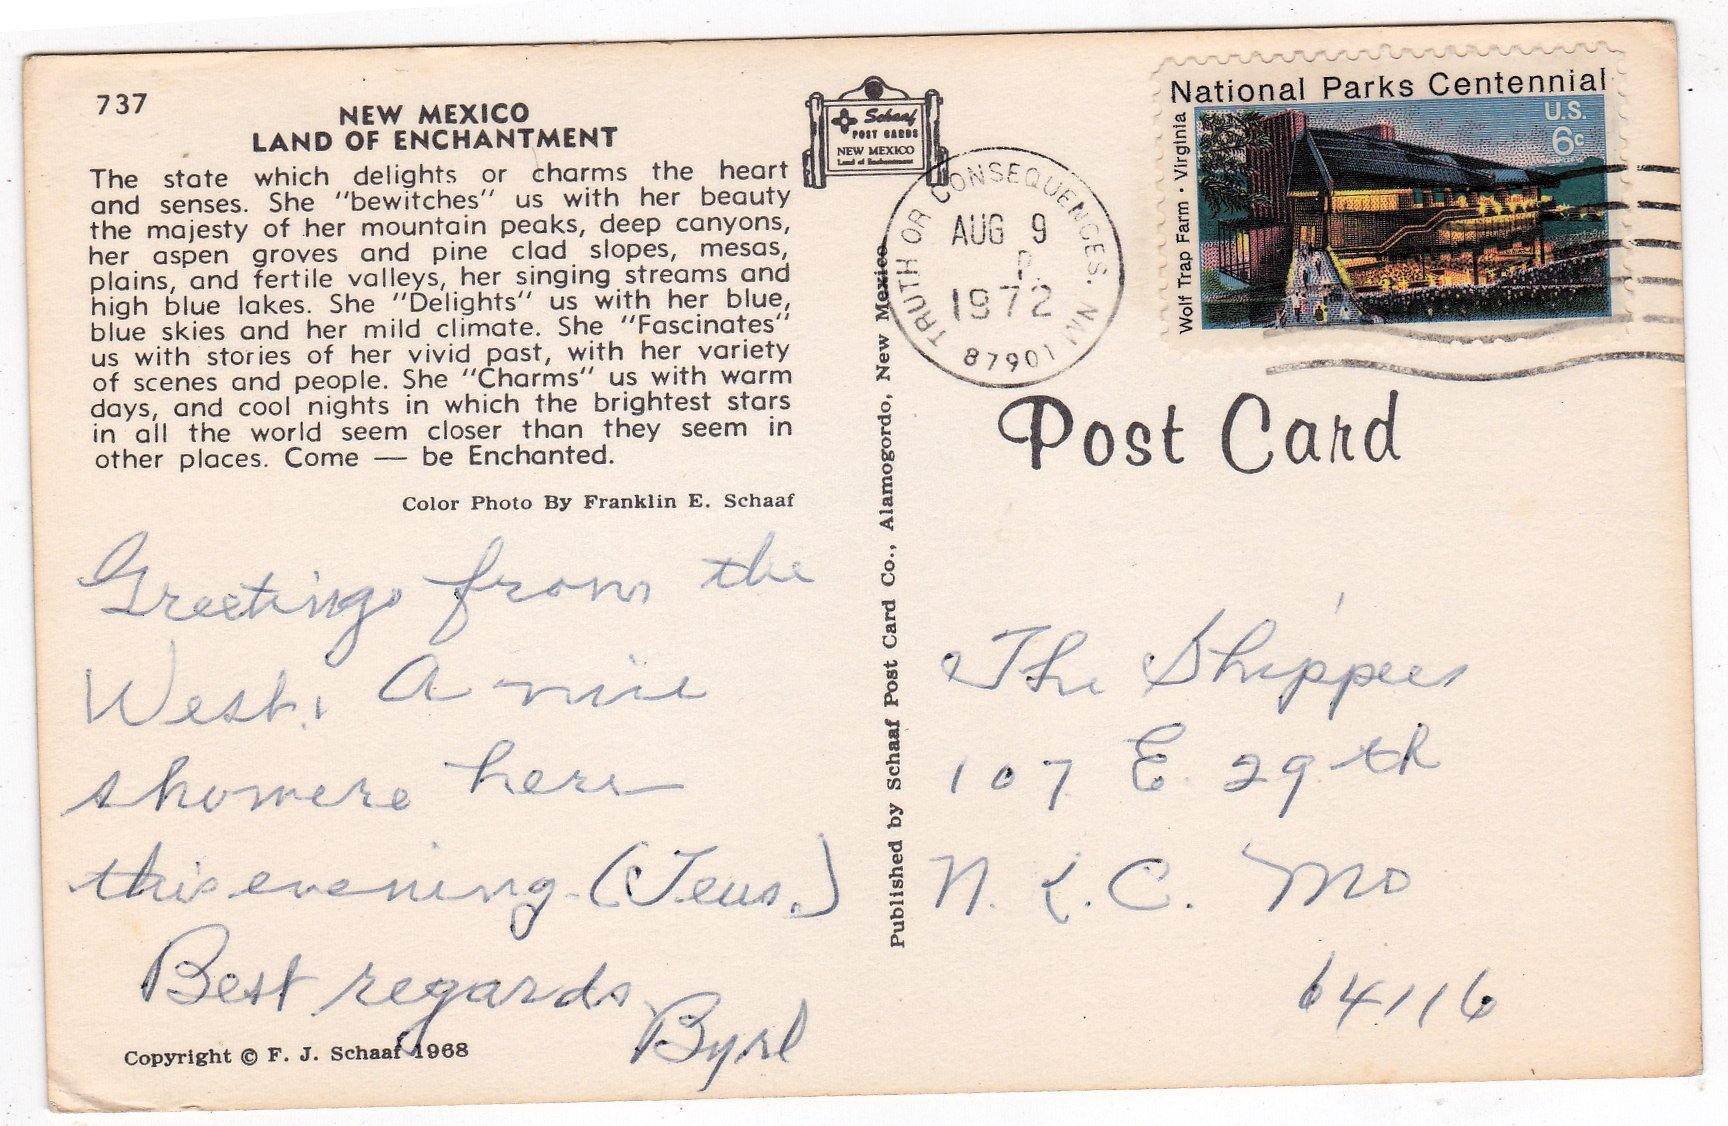 737
NEW MEXICO
LAND OF ENCHANTMENT
The state which delights or charms the heart
and senses. She "bewitches" us with her beauty
the majesty of her mountain peaks, deep canyons,
her aspen groves and pine clad slopes, mesas,
plains, and fertile valleys, her singing streams and
high blue lakes. She "Delights" us with her blue,
blue skies and her mild climate. She "Fascinates"
us with stories of her vivid past, with her variety
of scenes and people. She "Charms" us with warm
days, and cool nights in which the brightest stars
in all the world seem closer than they seem in
other places. Come — be Enchanted.
Color Photo By Franklin E. Schaaf
Greetings from the
West. A nice
showere here
this evening (Tues.)
Best regards
Byrl
Copyright © F. J. Schaaf 1968
Schaaf
POST CARDS
NEW MEXICO
Land of Enchantment
Published by Schaaf Post Card Co., Alamogordo, New Mexico
TRUTH OR CONSEQUENCES. NM
AUG 9
P.
1972
87901
National Parks Centennial
U.S.
6c
Wolf Trap Farm · Virginia
Post Card
The Shippees
107 E. 29th
N. K. C. Mo
64116